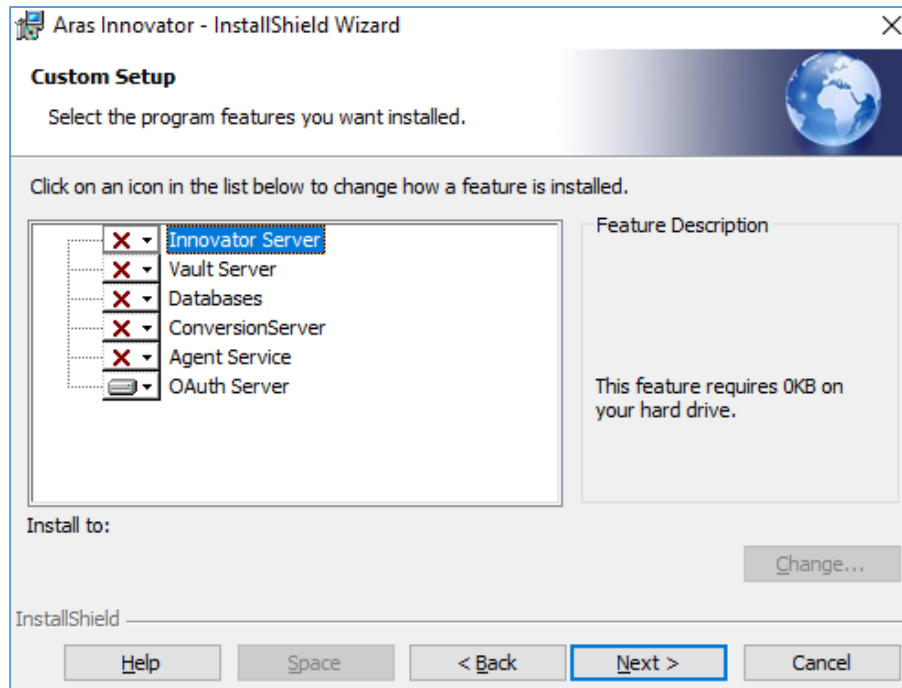 Aras Innovator - InstallShield Wizard
Custom Setup
Select the program features you want installed.
Click on an icon in the list below to change how a feature is installed.
Innovator Server
Vault Server
Databases
ConversionServer
Agent Service
OAuth Server
Feature Description
This feature requires 0KB on
your hard drive.
Install to:
Change...
InstallShield
Help
Space
< Back
Next >
Cancel